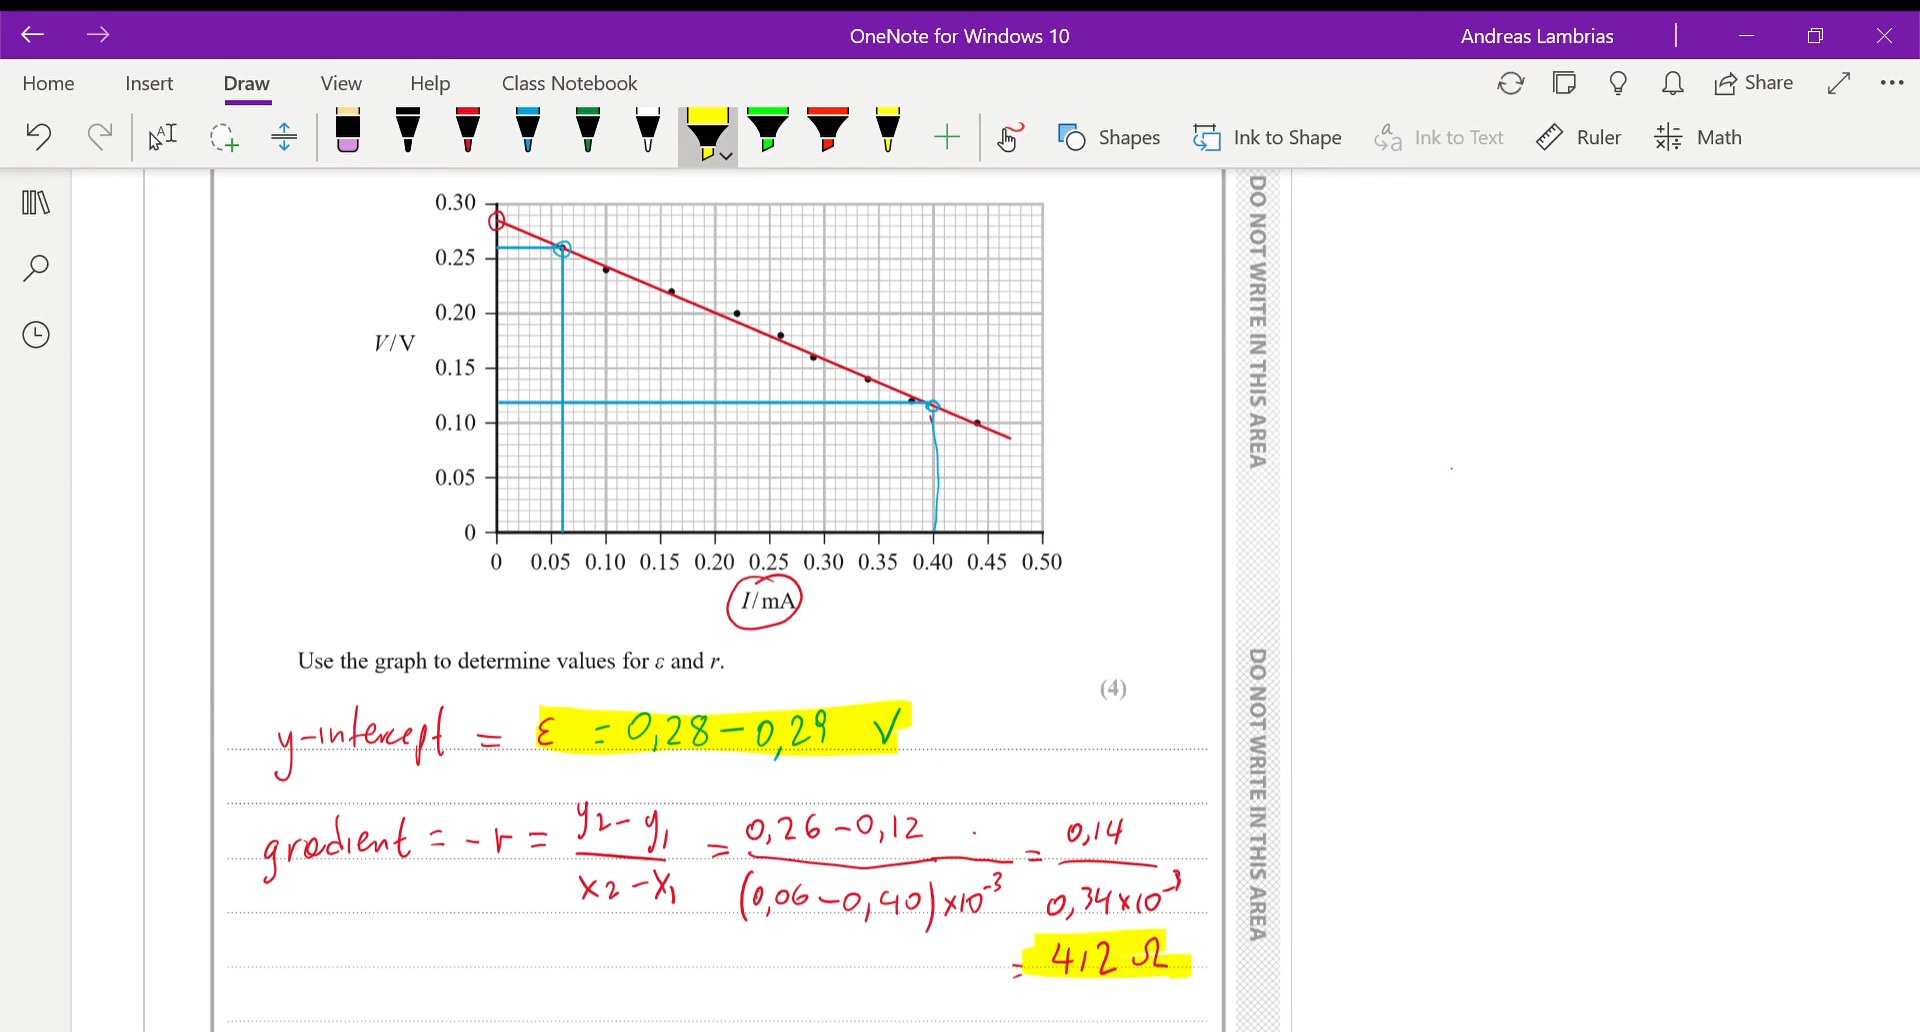 OneNote for Windows 10
Andreas Lambrias
Home Insert Draw View Help Class Notebook
Share
Shapes Ink to Shape Ink to Text Ruler Math
0.30
0.25
0.20
V/V
0.15
0.10
0.05
0
0 0.05 0.10 0.15 0.20 0.25 0.30 0.35 0.40 0.45 0.50
I/mA
Use the graph to determine values for ε and r.
(4)
y-intercept = ε = 0,28 – 0,29 V
gradient = - r = y2 - y1 / x2 - x1 = 0,26 - 0,12 / (0,06 - 0,40) × 10^-3 = 0,14 / 0,34 × 10^-3
= 412 Ω
DO NOT WRITE IN THIS AREA
DO NOT WRITE IN THIS AREA